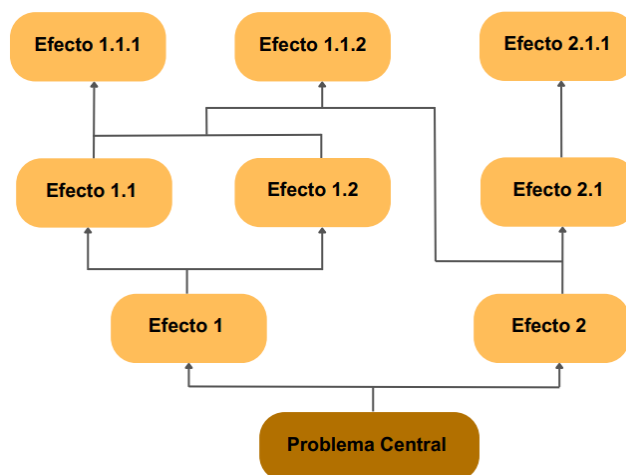 Efecto 1.1.1
Efecto 1.1.2
Efecto 2.1.1
Efecto 1.1
Efecto 1.2
Efecto 2.1
Efecto 1
Efecto 2
Problema Central